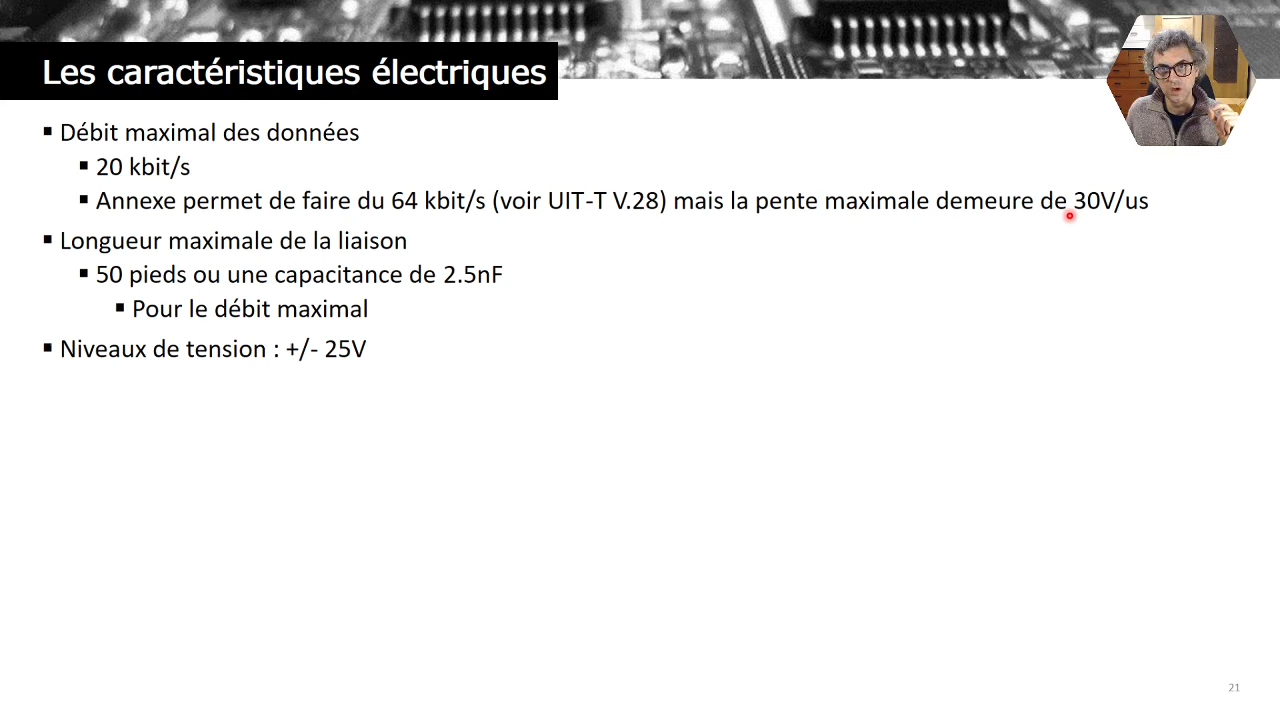 Les caractéristiques électriques
▪ Débit maximal des données
▪ 20 kbit/s
▪ Annexe permet de faire du 64 kbit/s (voir UIT-T V.28) mais la pente maximale demeure de 30V/us
▪ Longueur maximale de la liaison
▪ 50 pieds ou une capacitance de 2.5nF
▪ Pour le débit maximal
▪ Niveaux de tension : +/- 25V
21